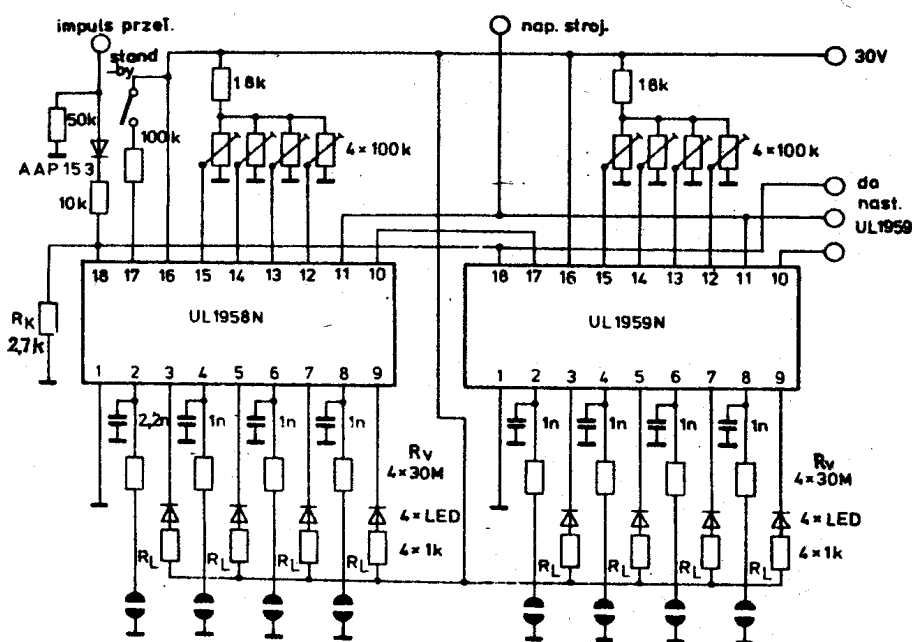 impuls przeł.
stand
-by
nap. stroj.
30V
50k
100k
18k
4×100k
18k
4×100k
AAP 153
10k
do
nast.
UL1959
18 17 16 15 14 13 12 11 10
18 17 16 15 14 13 12 11 10
RK
2,7k
UL1958N
UL1959N
1 2 3 4 5 6 7 8 9
1 2 3 4 5 6 7 8 9
2,2n
1n
1n
1n
1n
1n
1n
1n
RV
4×30M
RV
4×30M
4×LED
4×LED
RL
RL
RL
RL
4×1k
RL
RL
RL
RL
4×1k